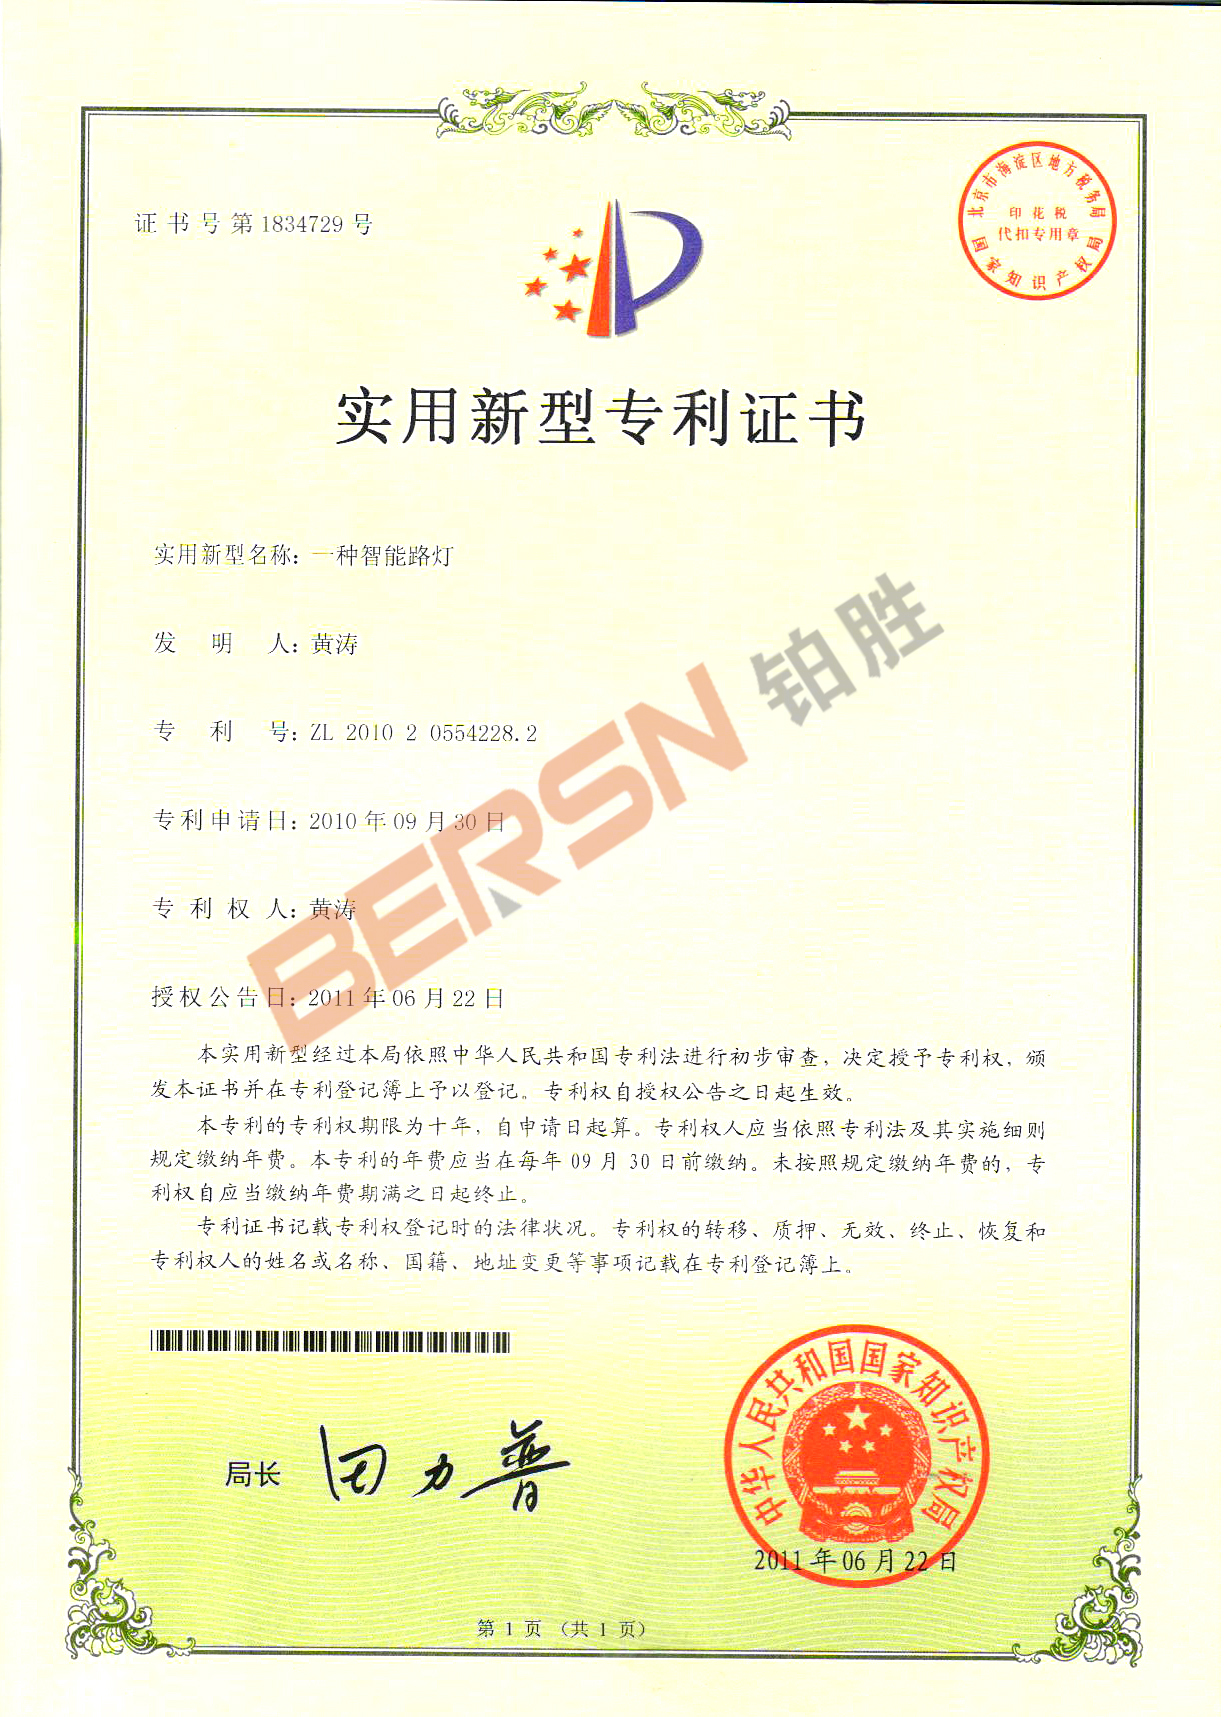 证书号第1834729号
北京市海淀区地方税务局
印花税
代扣专用章
国家知识产权局
实用新型专利证书
实用新型名称：一种智能路灯
发明人：黄涛
专利号：ZL 2010 2 0554228.2
专利申请日：2010年09月30日
专利权人：黄涛
授权公告日：2011年06月22日
BERSN 铂胜
本实用新型经过本局依照中华人民共和国专利法进行初步审查，决定授予专利权，颁
发本证书并在专利登记簿上予以登记。专利权自授权公告之日起生效。
本专利的专利权期限为十年，自申请日起算。专利权人应当依照专利法及其实施细则
规定缴纳年费。本专利的年费应当在每年09月30日前缴纳。未按照规定缴纳年费的，专
利权自应当缴纳年费期满之日起终止。
专利证书记载专利权登记时的法律状况。专利权的转移、质押、无效、终止、恢复和
专利权人的姓名或名称、国籍、地址变更等事项记载在专利登记簿上。
局长 田力普
中华人民共和国国家知识产权局
2011年06月22日
第1页（共1页）